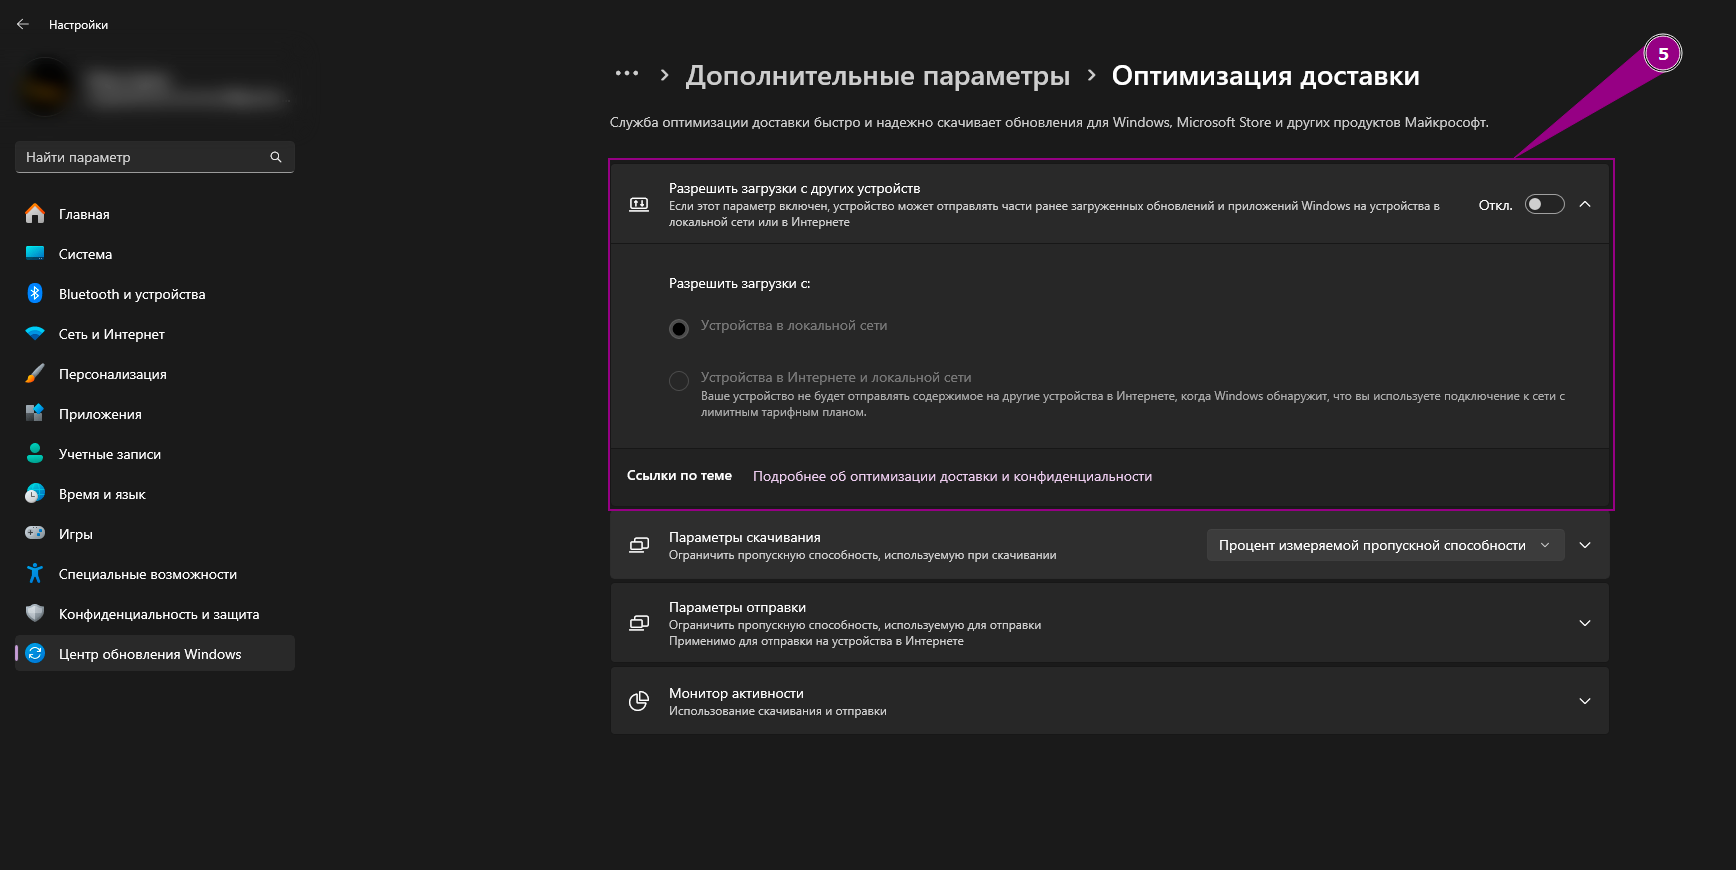 Настройки
Найти параметр
Главная
Система
Bluetooth и устройства
Сеть и Интернет
Персонализация
Приложения
Учетные записи
Время и язык
Игры
Специальные возможности
Конфиденциальность и защита
Центр обновления Windows
··· > Дополнительные параметры > Оптимизация доставки
5
Служба оптимизации доставки быстро и надежно скачивает обновления для Windows, Microsoft Store и других продуктов Майкрософт.
Разрешить загрузки с других устройств
Если этот параметр включен, устройство может отправлять части ранее загруженных обновлений и приложений Windows на устройства в
локальной сети или в Интернете
Откл.
Разрешить загрузки с:
Устройства в локальной сети
Устройства в Интернете и локальной сети
Ваше устройство не будет отправлять содержимое на другие устройства в Интернете, когда Windows обнаружит, что вы используете подключение к сети с
лимитным тарифным планом.
Ссылки по теме Подробнее об оптимизации доставки и конфиденциальности
Параметры скачивания
Ограничить пропускную способность, используемую при скачивании
Процент измеряемой пропускной способности
Параметры отправки
Ограничить пропускную способность, используемую для отправки
Применимо для отправки на устройства в Интернете
Монитор активности
Использование скачивания и отправки